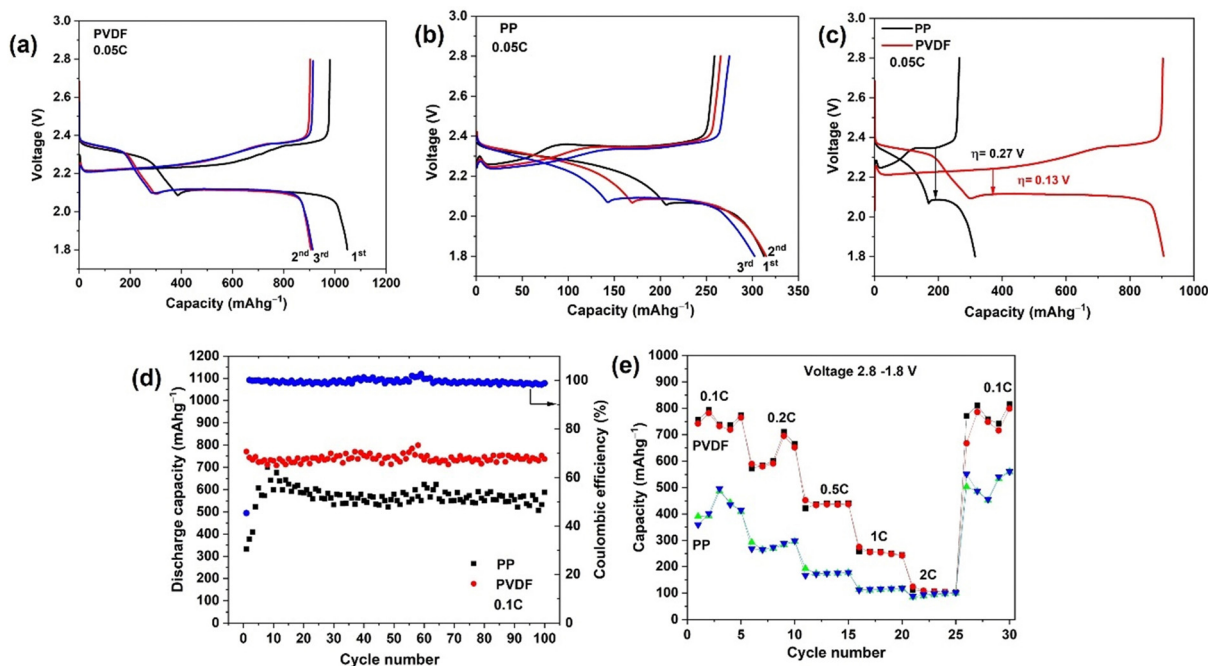 (a)
PVDF
0.05C
3.0
2.8
2.6
2.4
2.2
2.0
1.8
Voltage (V)
2nd 3rd 1st
0 200 400 600 800 1000 1200
Capacity (mAhg⁻¹)
(b)
PP
0.05C
3.0
2.8
2.6
2.4
2.2
2.0
1.8
Voltage (V)
2nd
3rd 1st
0 50 100 150 200 250 300 350
Capacity (mAhg⁻¹)
(c)
PP
PVDF
0.05C
η= 0.27 V
η= 0.13 V
3.0
2.8
2.6
2.4
2.2
2.0
1.8
Voltage (V)
0 200 400 600 800 1000
Capacity (mAhg⁻¹)
(d)
1200
1100
1000
900
800
700
600
500
400
300
200
100
0
Discharge capacity (mAhg⁻¹)
100
80
60
40
20
0
Coulombic efficiency (%)
PP
PVDF
0.1C
0 10 20 30 40 50 60 70 80 90 100
Cycle number
(e)
Voltage 2.8 -1.8 V
1000
900
800
700
600
500
400
300
200
100
0
Capacity (mAhg⁻¹)
0.1C
0.2C
0.5C
1C
2C
0.1C
PVDF
PP
0 5 10 15 20 25 30
Cycle number